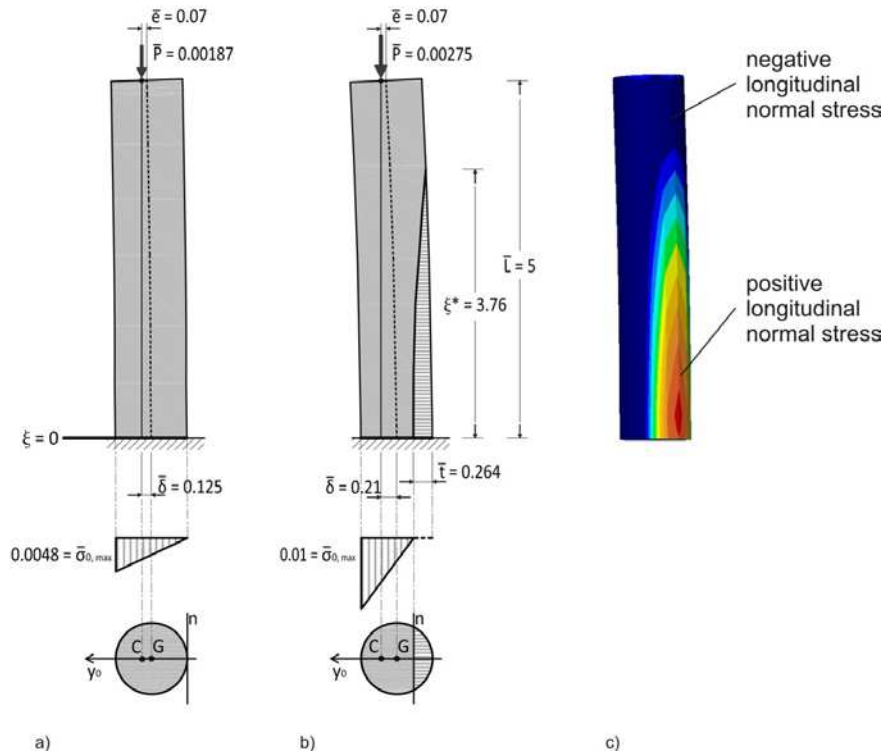 ē = 0.07
P̄ = 0.00187
ξ = 0
δ̄ = 0.125
0.0048 = σ̄0, max
n
C G
y0
a)
ē = 0.07
P̄ = 0.00275
L̄ = 5
ξ* = 3.76
t̄ = 0.264
δ̄ = 0.21
0.01 = σ̄0, max
n
C G
y0
b)
negative
longitudinal
normal stress
positive
longitudinal
normal stress
c)